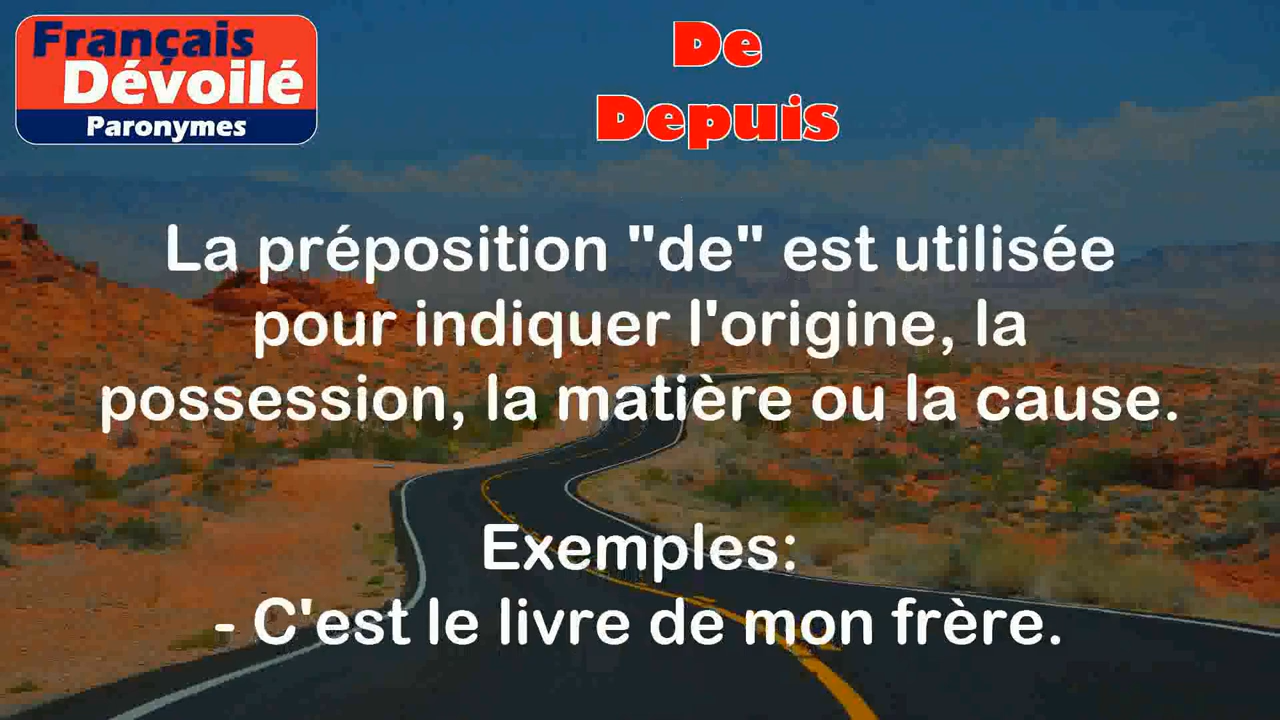 Français
Dévoilé
Paronymes
De
Depuis
La préposition "de" est utilisée
pour indiquer l'origine, la
possession, la matière ou la cause.
Exemples:
- C'est le livre de mon frère.